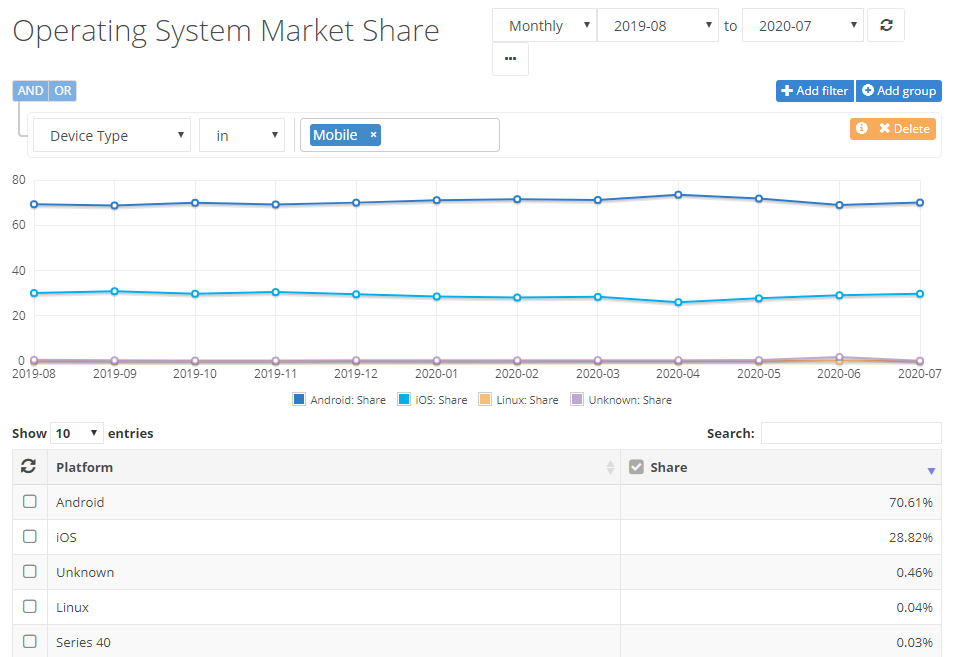 Operating System Market Share
Monthly 2019-08 to 2020-07
AND OR
Add filter Add group
Device Type in Mobile × Delete
80
60
40
20
0
2019-08 2019-09 2019-10 2019-11 2019-12 2020-01 2020-02 2020-03 2020-04 2020-05 2020-06 2020-07
Android: Share iOS: Share Linux: Share Unknown: Share
Show 10 entries Search:
Platform Share
Android 70.61%
iOS 28.82%
Unknown 0.46%
Linux 0.04%
Series 40 0.03%